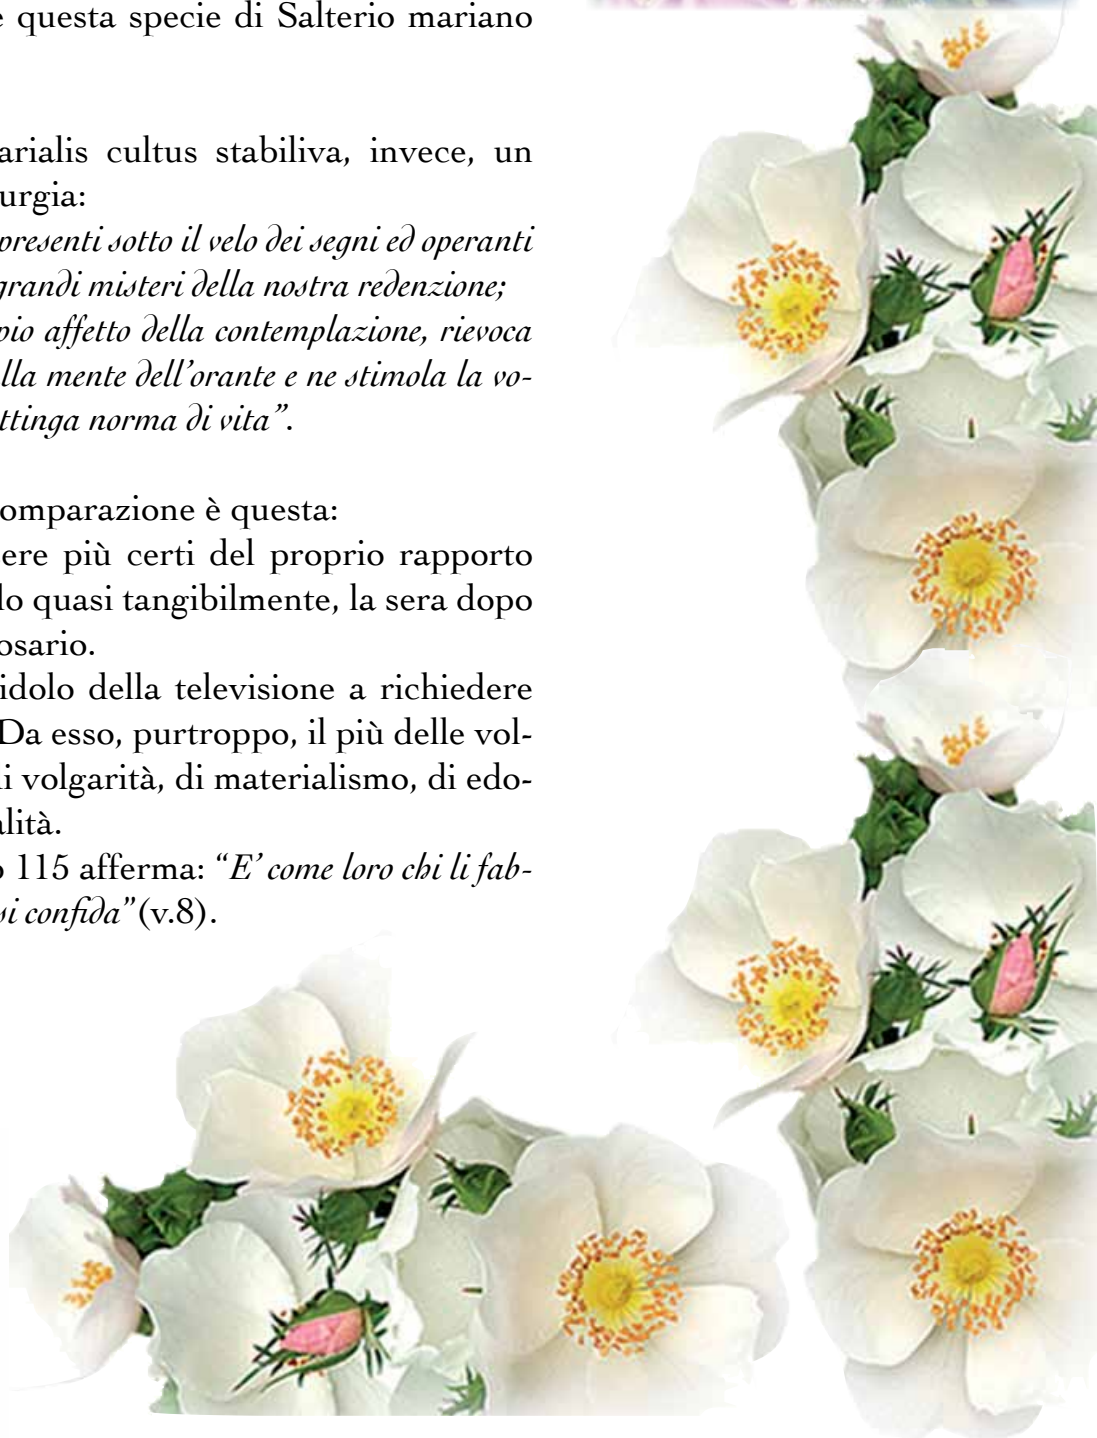 e questa specie di Salterio mariano
arialis cultus stabiliva, invece, un
urgia:
presenti sotto il velo dei segni ed operanti
grandi misteri della nostra redenzione;
pio affetto della contemplazione, rievoca
lla mente dell’orante e ne stimola la vo-
ttinga norma di vita”.
omparazione è questa:
ere più certi del proprio rapporto
lo quasi tangibilmente, la sera dopo
osario.
idolo della televisione a richiedere
Da esso, purtroppo, il più delle vol-
li volgarità, di materialismo, di edo-
alità.
o 115 afferma: “E’ come loro chi li fab-
si confida” (v.8).